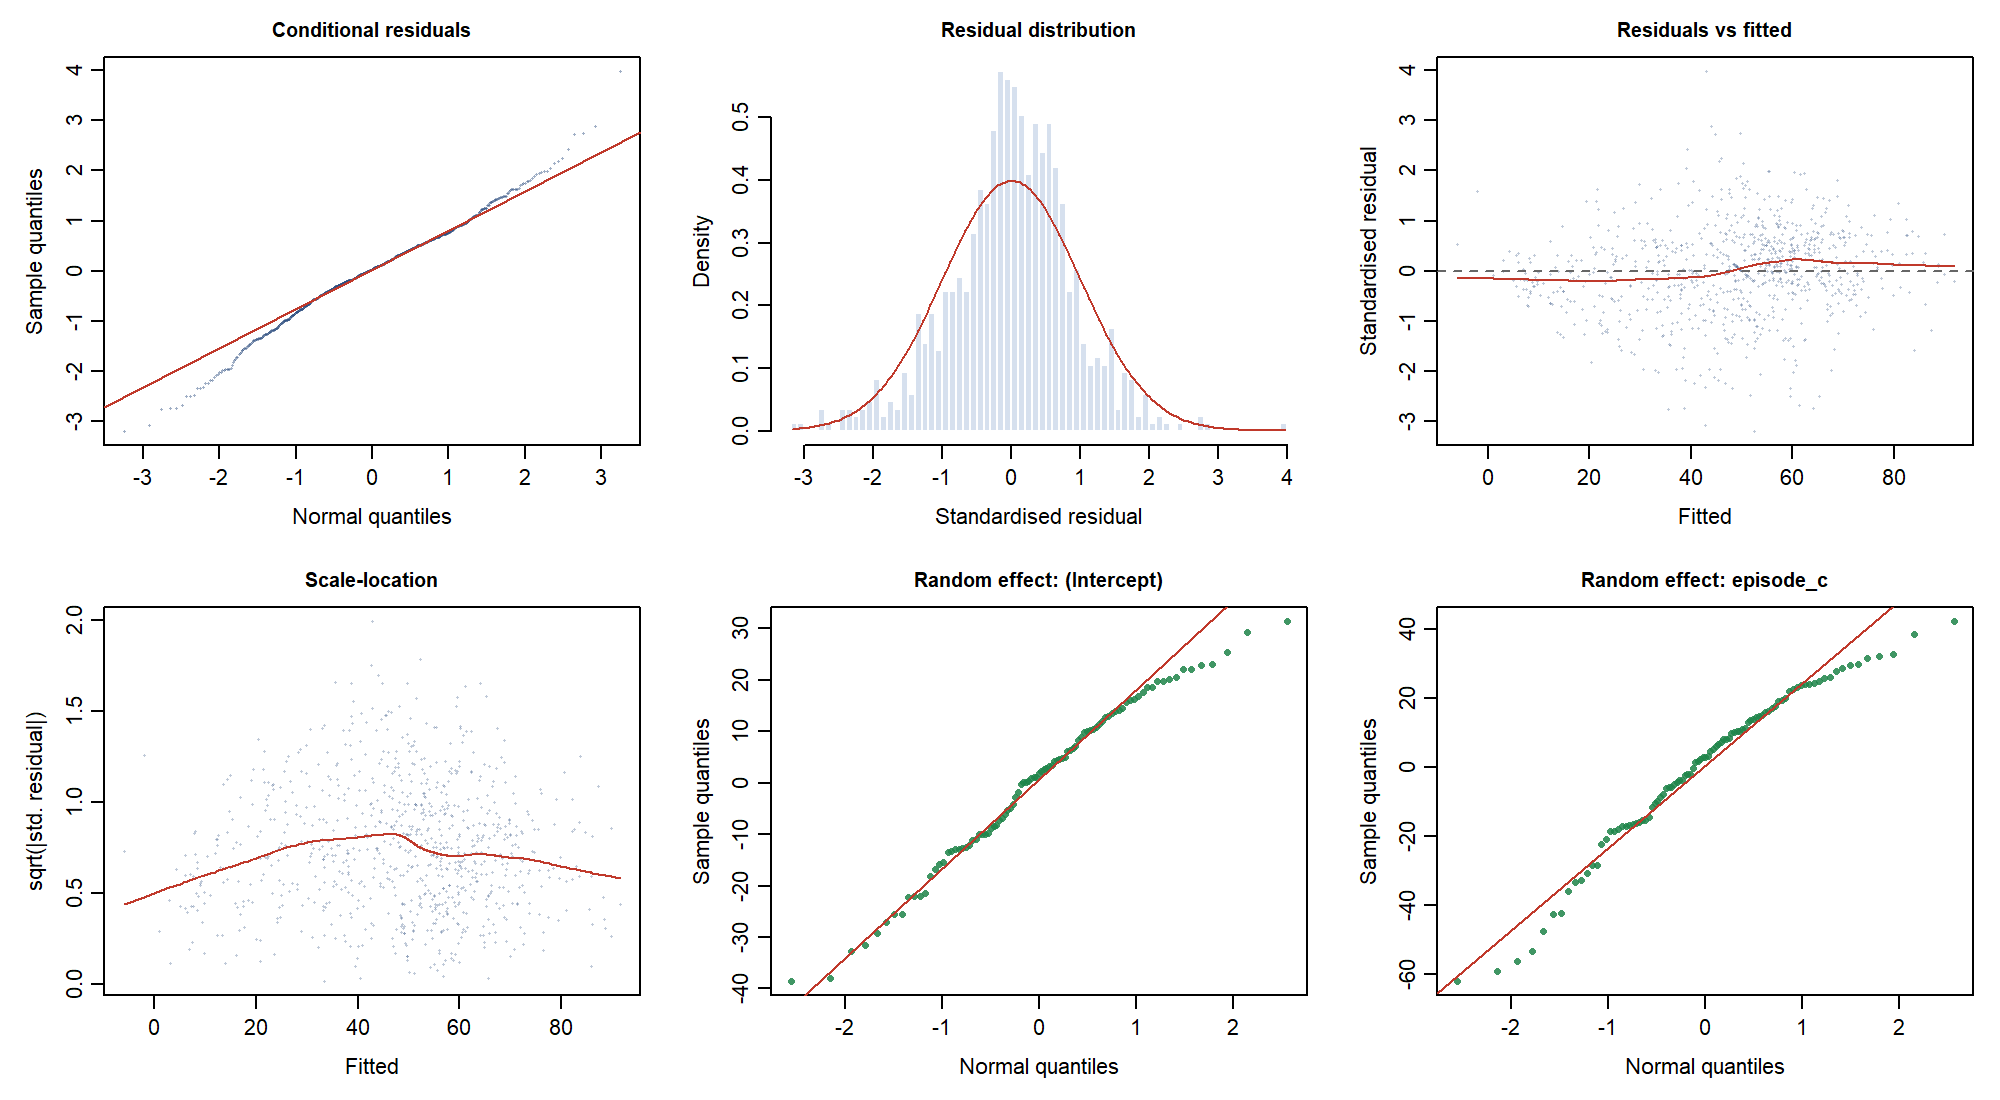 Conditional residuals
Sample quantiles
4
3
2
1
0
-1
-2
-3
-3 -2 -1 0 1 2 3
Normal quantiles
Residual distribution
Density
0.5
0.4
0.3
0.2
0.1
0.0
-3 -2 -1 0 1 2 3 4
Standardised residual
Residuals vs fitted
Standardised residual
4
3
2
1
0
-1
-2
-3
0 20 40 60 80
Fitted
Scale-location
sqrt(|std. residual|)
2.0
1.5
1.0
0.5
0.0
0 20 40 60 80
Fitted
Random effect: (Intercept)
Sample quantiles
30
20
10
0
-10
-20
-30
-40
-2 -1 0 1 2
Normal quantiles
Random effect: episode_c
Sample quantiles
40
20
0
-20
-40
-60
-2 -1 0 1 2
Normal quantiles